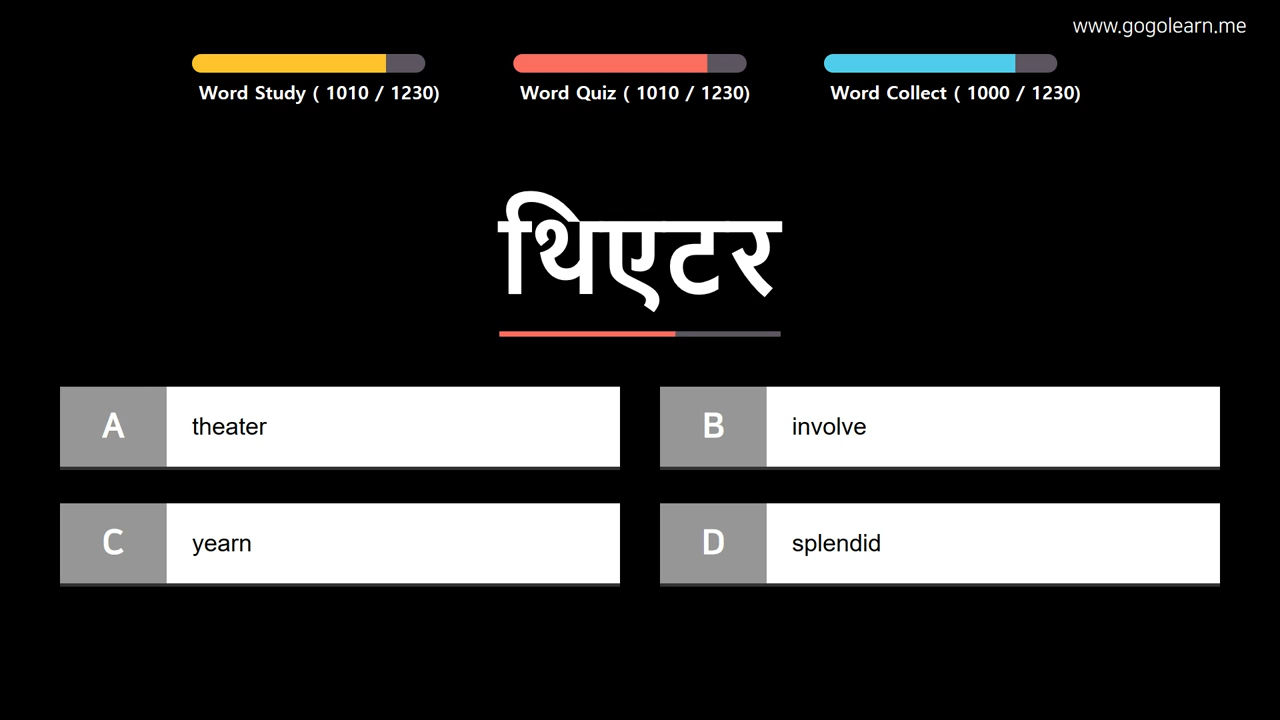 www.gogolearn.me
Word Study ( 1010 / 1230)
Word Quiz ( 1010 / 1230)
Word Collect ( 1000 / 1230)
थिएटर
A theater
B involve
C yearn
D splendid